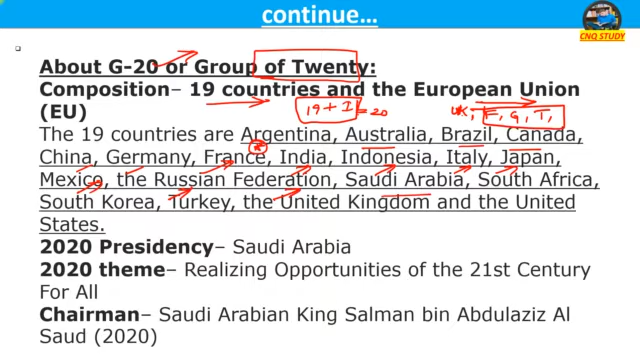 continue...
CNQ STUDY
About G-20 or Group of Twenty:
Composition– 19 countries and the European Union
(EU)
19 + 1 = 20
UK, F, G, I,
The 19 countries are Argentina, Australia, Brazil, Canada,
China, Germany, France, India, Indonesia, Italy, Japan,
Mexico, the Russian Federation, Saudi Arabia, South Africa,
South Korea, Turkey, the United Kingdom and the United
States.
2020 Presidency– Saudi Arabia
2020 theme– Realizing Opportunities of the 21st Century
For All
Chairman– Saudi Arabian King Salman bin Abdulaziz Al
Saud (2020)